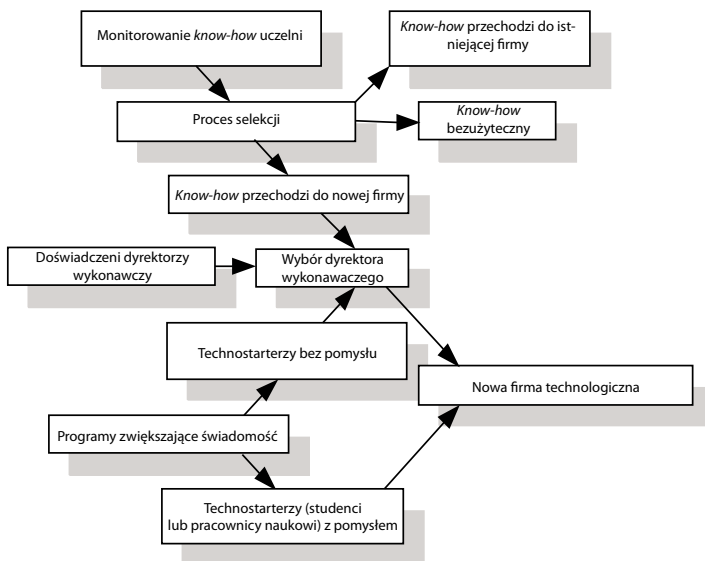 Monitorowanie know-how uczelni
Know-how przechodzi do ist-
niejącej firmy
Proces selekcji
Know-how
bezużyteczny
Know-how przechodzi do nowej firmy
Doświadczeni dyrektorzy
wykonawczy
Wybór dyrektora
wykonawaczego
Technostarterzy bez pomysłu
Nowa firma technologiczna
Programy zwiększające świadomość
Technostarterzy (studenci
lub pracownicy naukowi) z pomysłem